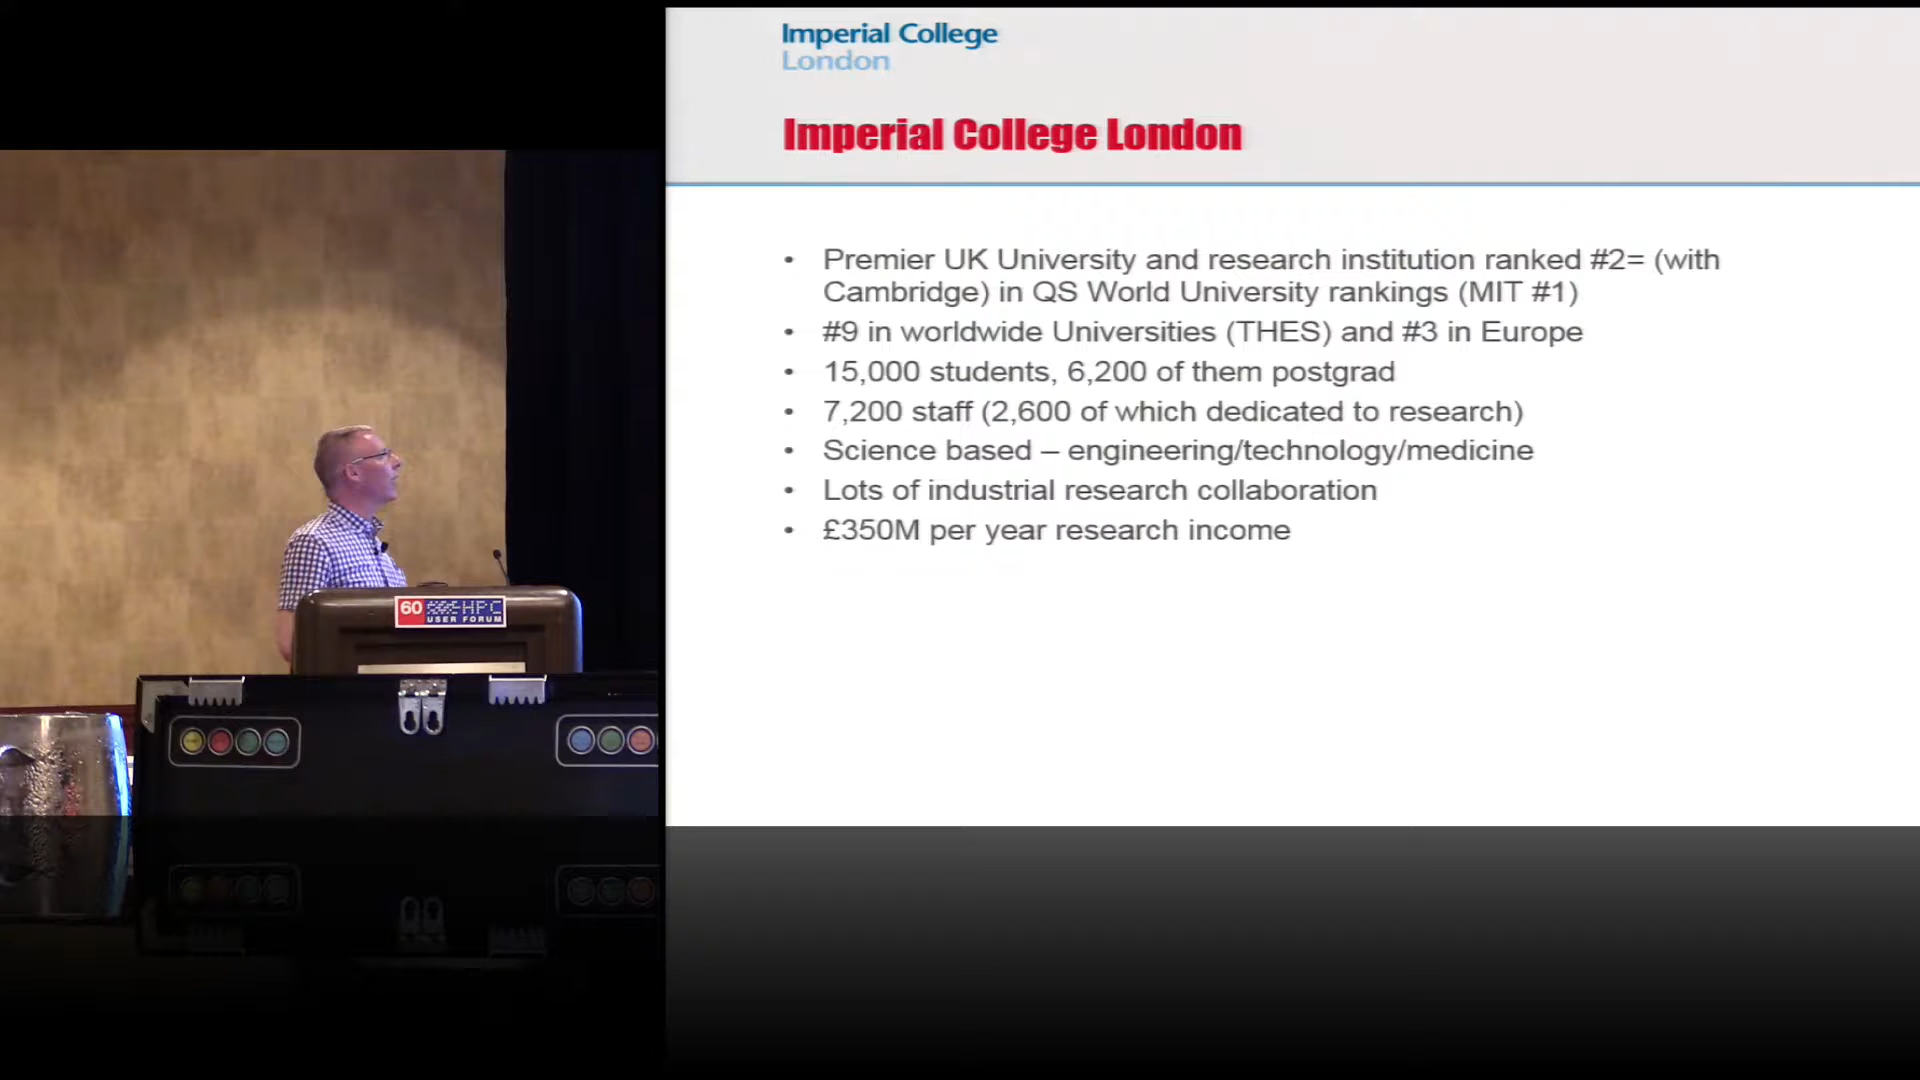 Imperial College
London
Imperial College London
• Premier UK University and research institution ranked #2= (with
Cambridge) in QS World University rankings (MIT #1)
• #9 in worldwide Universities (THES) and #3 in Europe
• 15,000 students, 6,200 of them postgrad
• 7,200 staff (2,600 of which dedicated to research)
• Science based – engineering/technology/medicine
• Lots of industrial research collaboration
• £350M per year research income
60 HPC
USER FORUM